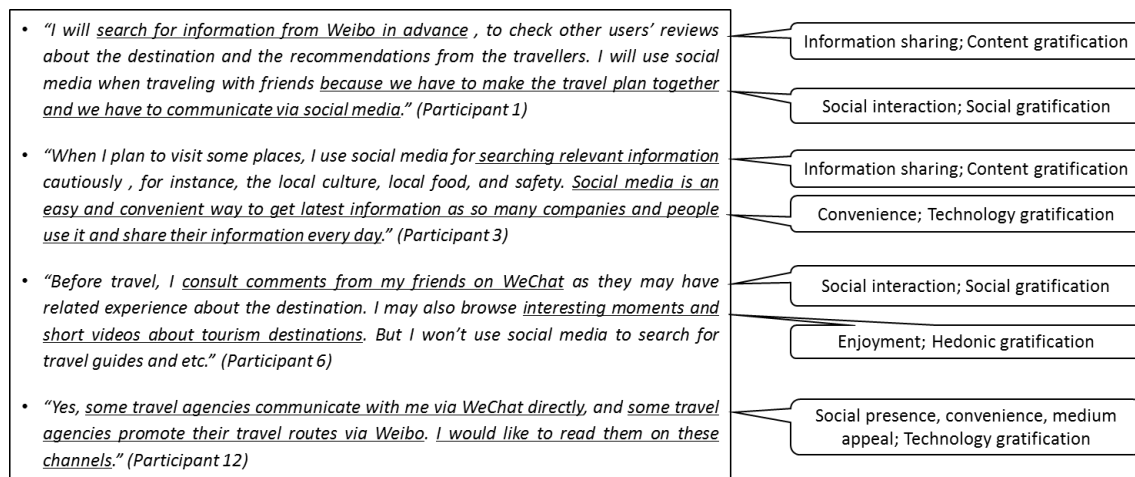 • “I will search for information from Weibo in advance , to check other users’ reviews
about the destination and the recommendations from the travellers. I will use social
media when traveling with friends because we have to make the travel plan together
and we have to communicate via social media.” (Participant 1)
Information sharing; Content gratification
Social interaction; Social gratification
• “When I plan to visit some places, I use social media for searching relevant information
cautiously , for instance, the local culture, local food, and safety. Social media is an
easy and convenient way to get latest information as so many companies and people
use it and share their information every day.” (Participant 3)
Information sharing; Content gratification
Convenience; Technology gratification
• “Before travel, I consult comments from my friends on WeChat as they may have
related experience about the destination. I may also browse interesting moments and
short videos about tourism destinations. But I won’t use social media to search for
travel guides and etc.” (Participant 6)
Social interaction; Social gratification
Enjoyment; Hedonic gratification
• “Yes, some travel agencies communicate with me via WeChat directly, and some travel
agencies promote their travel routes via Weibo. I would like to read them on these
channels.” (Participant 12)
Social presence, convenience, medium
appeal; Technology gratification